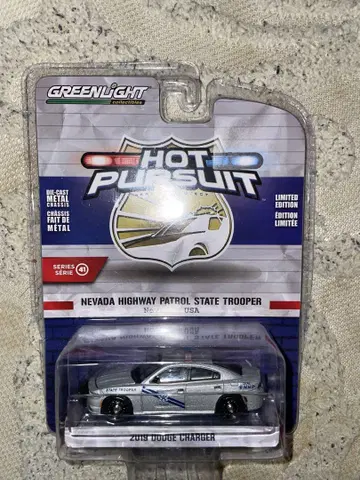 GREENLIGHT
collectibles
HOT
PURSUIT
DIE-CAST
METAL
CHASSIS
CHÂSSIS
FAIT DE
MÉTAL
LIMITED
EDITION
ÉDITION
LIMITÉE
SERIES
SÉRIE
41
NEVADA HIGHWAY PATROL STATE TROOPER
USA
STATE TROOPER
2019 DODGE CHARGER